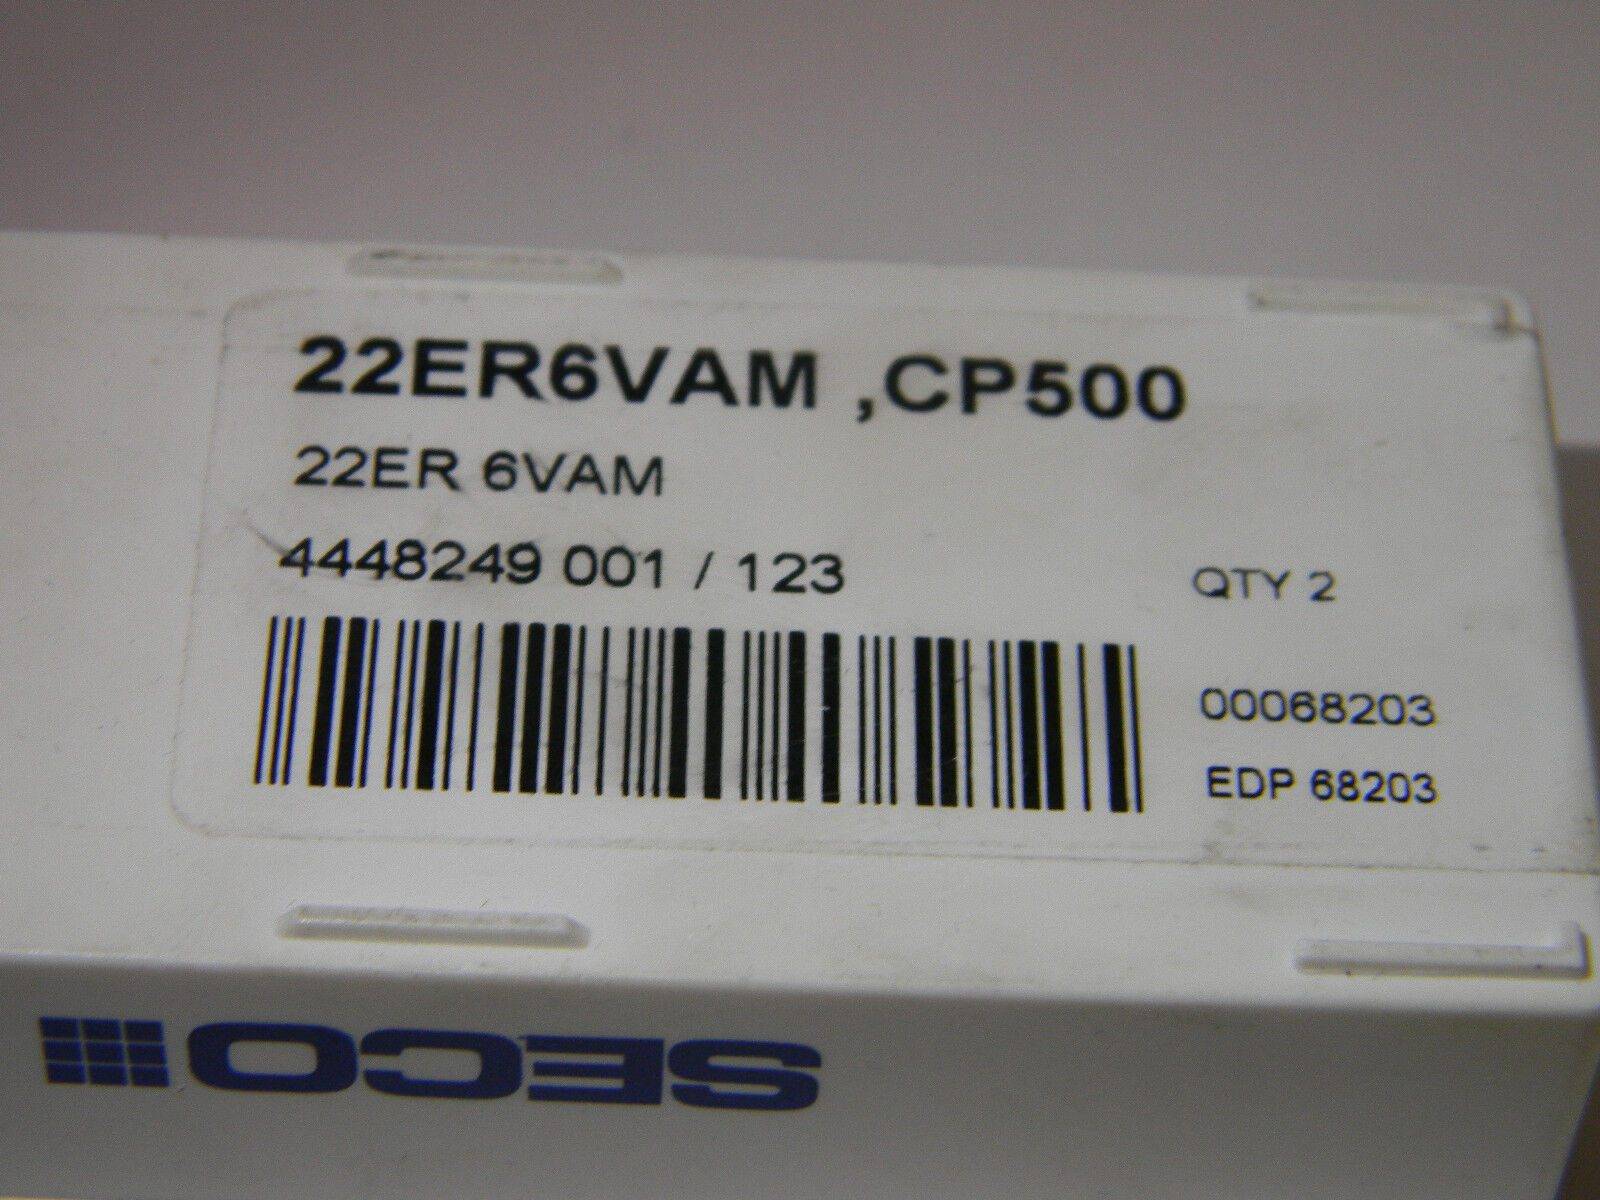 22ER6VAM ,CP500
22ER 6VAM
4448249 001 / 123
QTY 2
00068203
EDP 68203
SECO